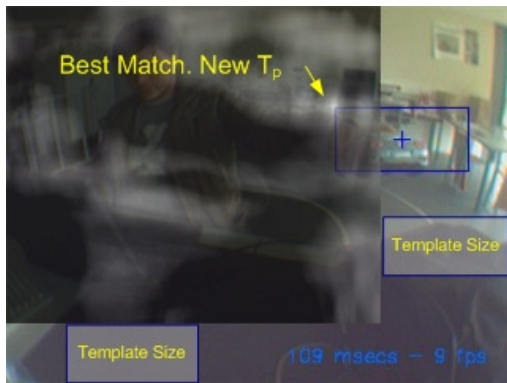 Best Match. New Tp
Template Size
Template Size
109 msecs - 9 fps